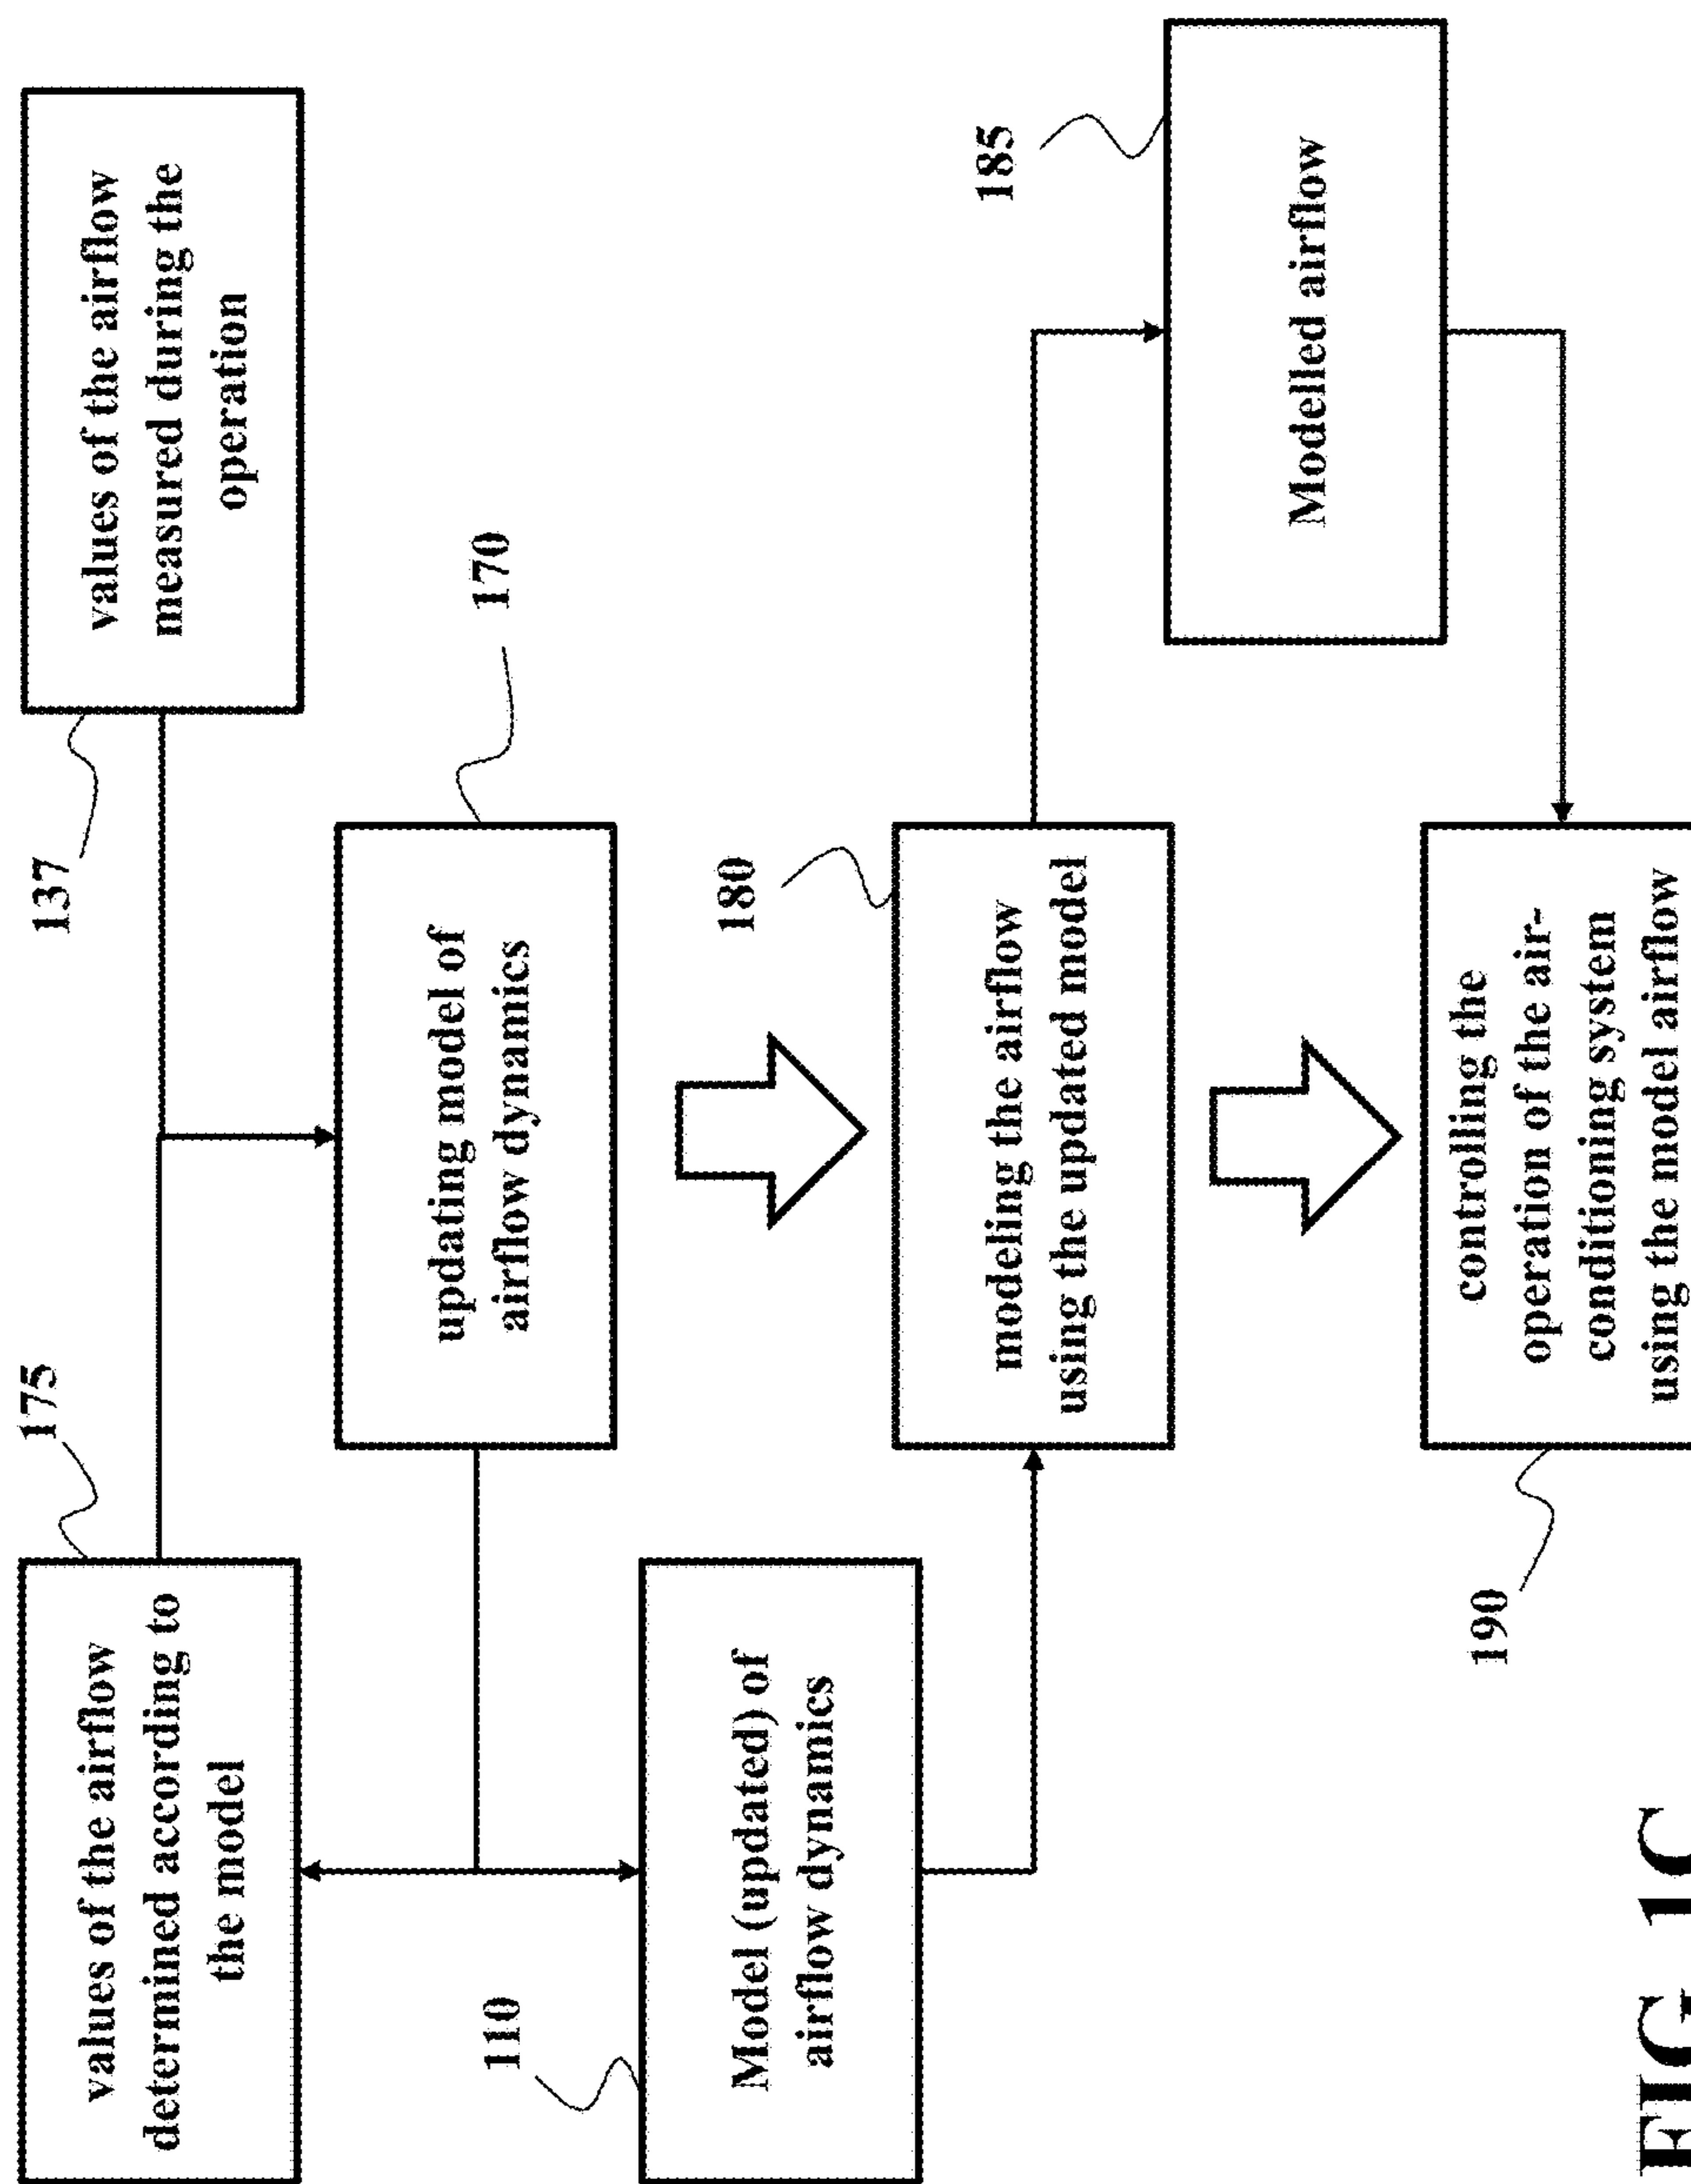 175
values of the airflow
determined according to
the model
137
values of the airflow
measured during the
operation
170
updating model of
airflow dynamics
110
Model (updated) of
airflow dynamics
180
modeling the airflow
using the updated model
185
Modelled airflow
190
controlling the
operation of the air-
conditioning system
using the model airflow
FIG. 1C